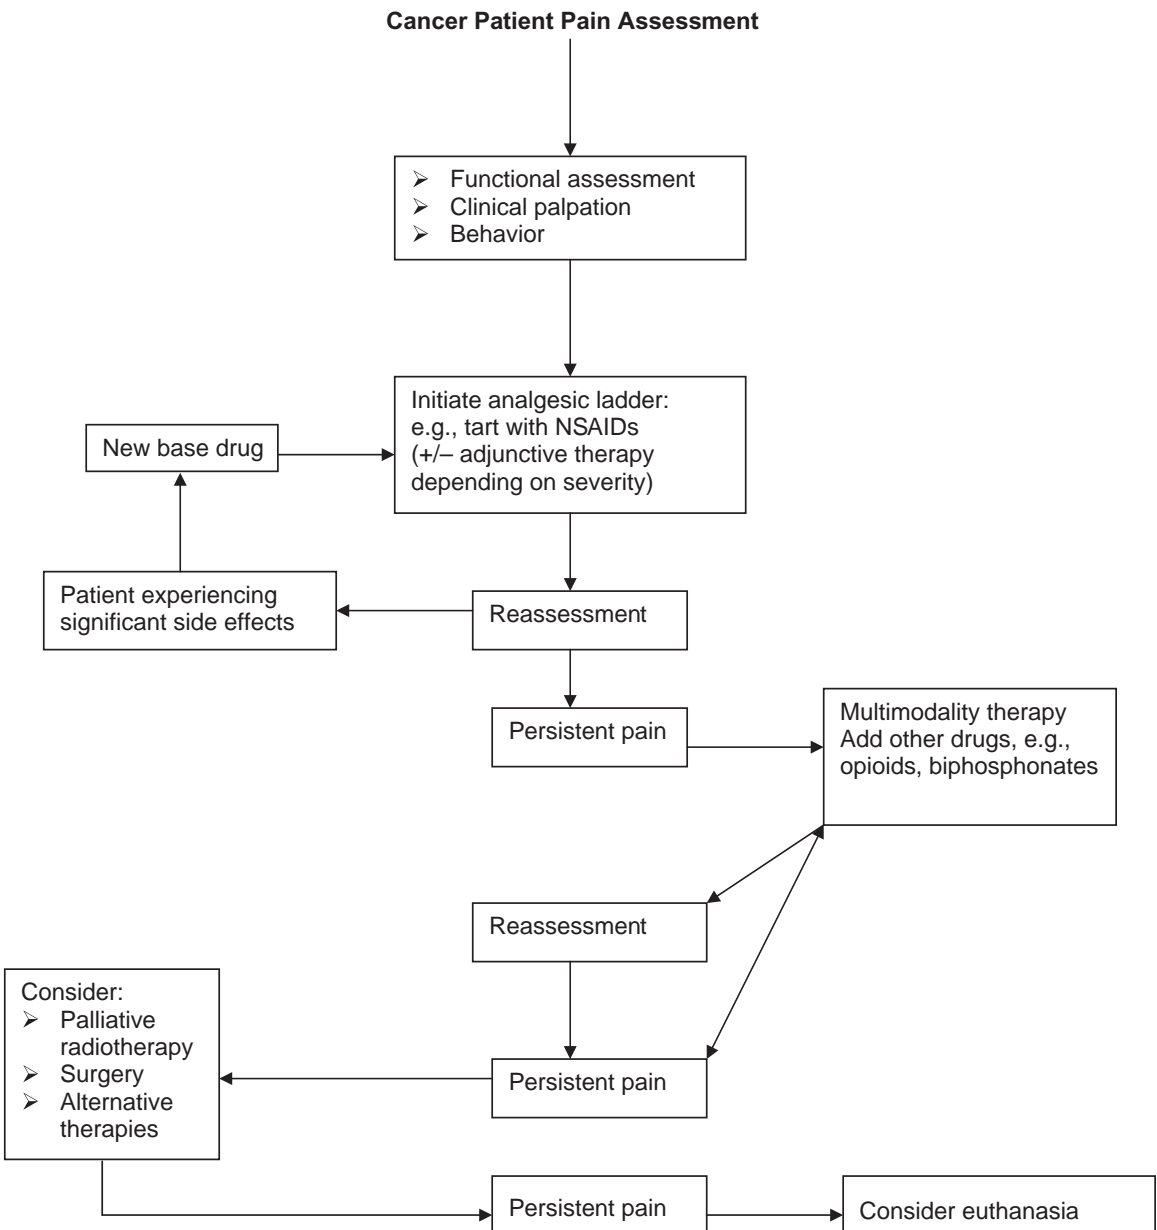 Cancer Patient Pain Assessment
➢ Functional assessment
➢ Clinical palpation
➢ Behavior
Initiate analgesic ladder:
e.g., tart with NSAIDs
(+/– adjunctive therapy
depending on severity)
New base drug
Patient experiencing
significant side effects
Reassessment
Persistent pain
Multimodality therapy
Add other drugs, e.g.,
opioids, biphosphonates
Reassessment
Persistent pain
Consider:
➢ Palliative
radiotherapy
➢ Surgery
➢ Alternative
therapies
Persistent pain
Consider euthanasia